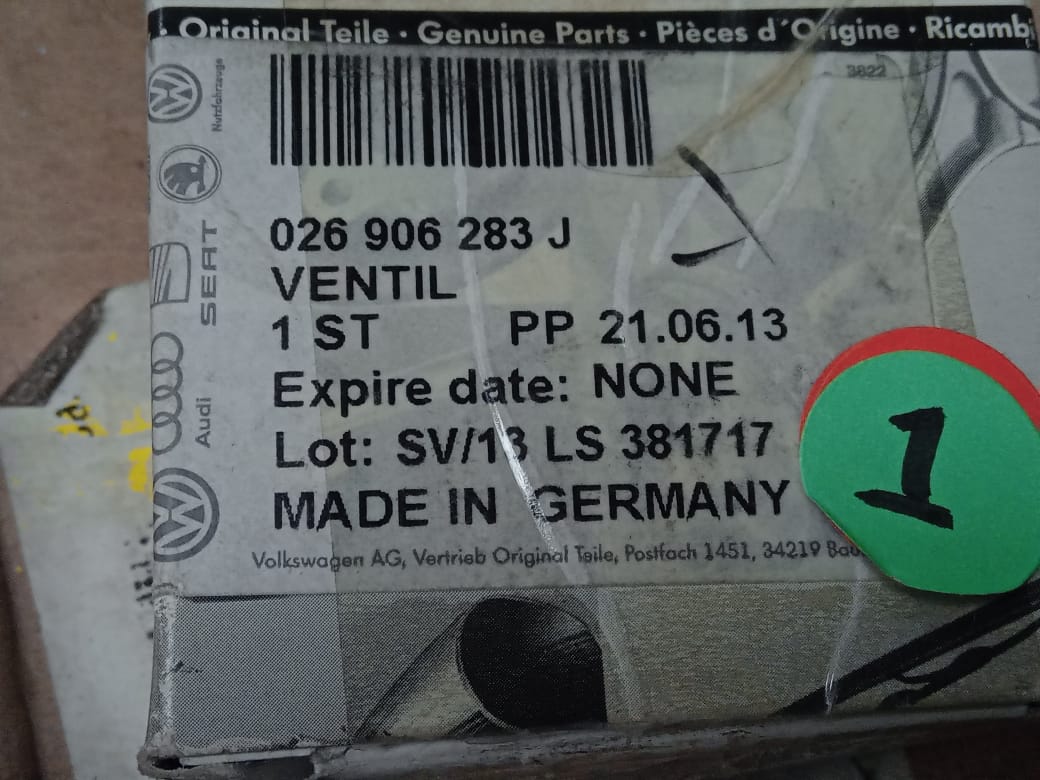 Original Teile · Genuine Parts · Pièces d'Origine · Ricambi
3822
Nutzfahrzeuge
SEAT
Audi
026 906 283 J
VENTIL
1 ST PP 21.06.13
Expire date: NONE
Lot: SV/13 LS 381717
MADE IN GERMANY
Volkswagen AG, Vertrieb Original Teile, Postfach 1451, 34219
1